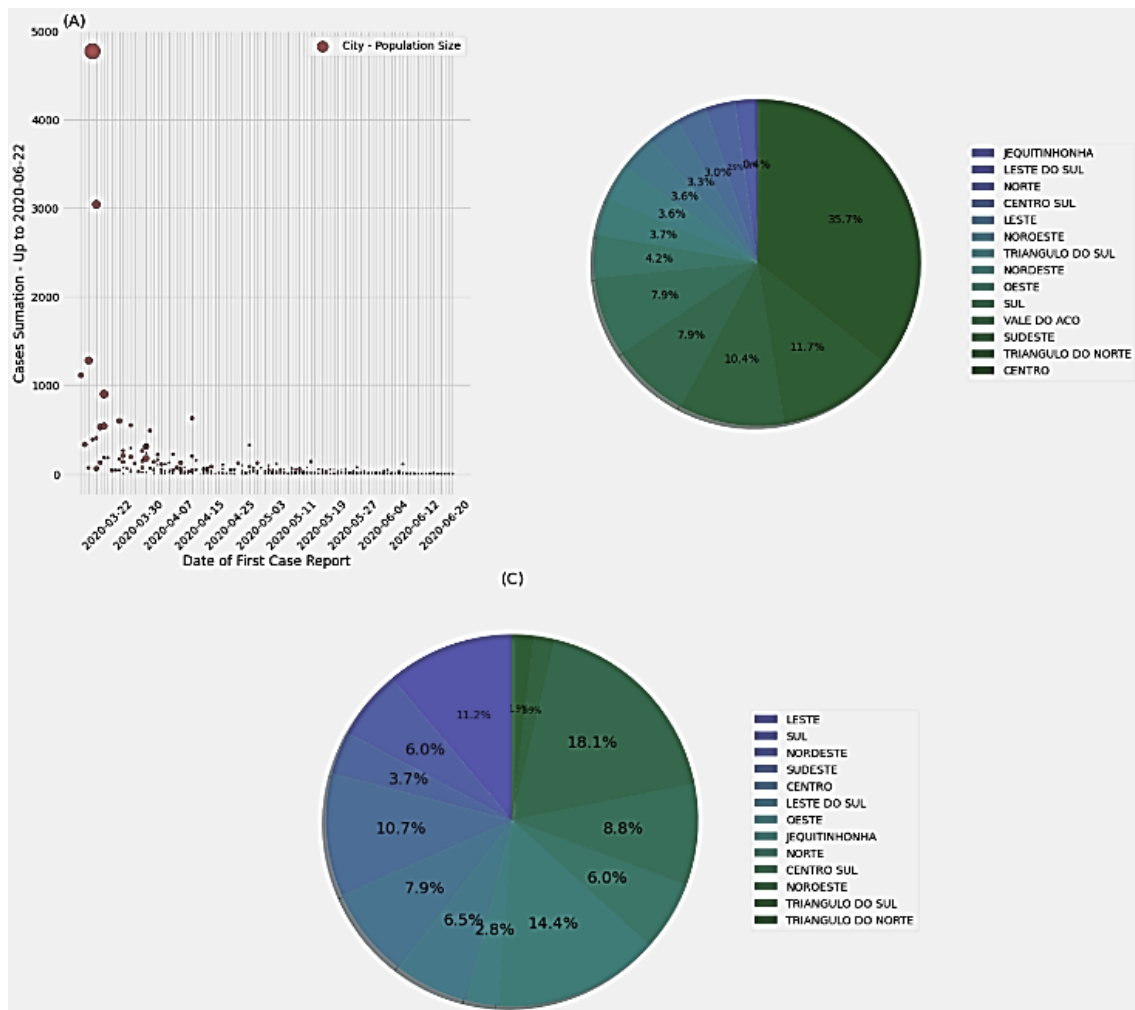 (A)
5000
4000
3000
2000
1000
0
Cases Sumation - Up to 2020-06-22
City - Population Size
2020-03-22
2020-03-30
2020-04-07
2020-04-15
2020-04-25
2020-05-03
2020-05-11
2020-05-19
2020-05-27
2020-06-04
2020-06-12
2020-06-20
Date of First Case Report
0.4%
3.0%
3.3%
3.6%
3.6%
3.7%
4.2%
7.9%
7.9%
10.4%
11.7%
35.7%
JEQUITINHONHA
LESTE DO SUL
NORTE
CENTRO SUL
LESTE
NOROESTE
TRIANGULO DO SUL
NORDESTE
OESTE
SUL
VALE DO ACO
SUDESTE
TRIANGULO DO NORTE
CENTRO
(C)
11.2%
6.0%
3.7%
10.7%
7.9%
6.5%
2.8%
14.4%
6.0%
8.8%
18.1%
LESTE
SUL
NORDESTE
SUDESTE
CENTRO
LESTE DO SUL
OESTE
JEQUITINHONHA
NORTE
CENTRO SUL
NOROESTE
TRIANGULO DO SUL
TRIANGULO DO NORTE